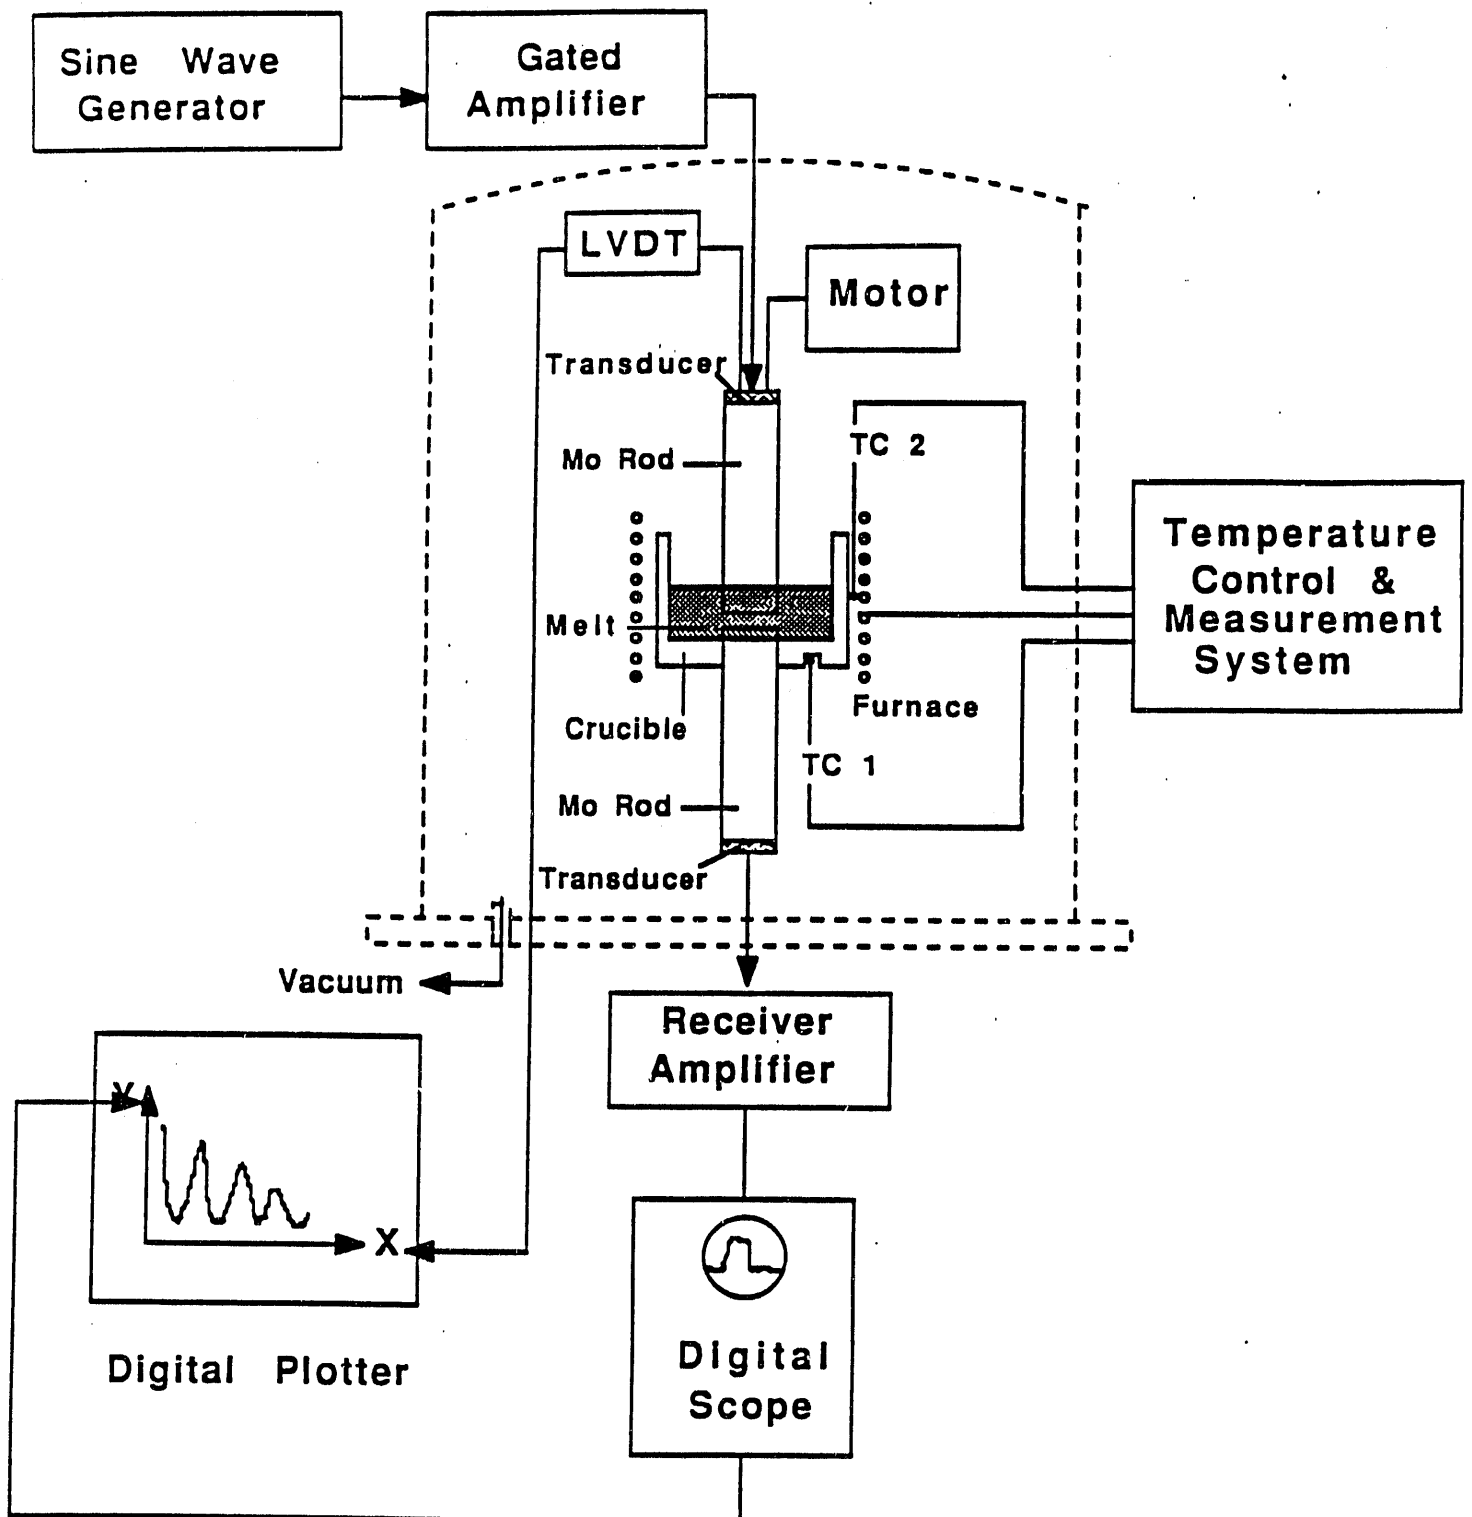 Sine Wave
Generator
Gated
Amplifier
LVDT
Motor
Transducer
TC 2
Mo Rod
Temperature
Control &
Measurement
System
Melt
Furnace
Crucible
TC 1
Mo Rod
Transducer
Vacuum
Receiver
Amplifier
Y
X
Digital
Scope
Digital Plotter